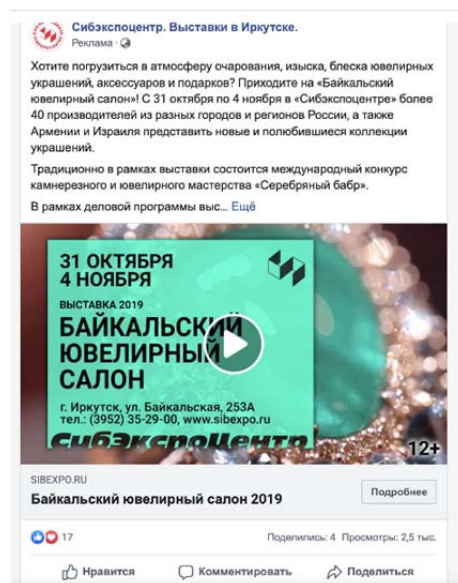 Сибэкспоцентр. Выставки в Иркутске.
Реклама ·
Хотите погрузиться в атмосферу очарования, изыска, блеска ювелирных
украшений, аксессуаров и подарков? Приходите на «Байкальский
ювелирный салон»! С 31 октября по 4 ноября в «Сибэкспоцентре» более
40 производителей из разных городов и регионов России, а также
Армении и Израиля представить новые и полюбившиеся коллекции
украшений.
Традиционно в рамках выставки состоится международный конкурс
камнерезного и ювелирного мастерства «Серебряный бабр».
В рамках деловой программы выс... Ещё
31 ОКТЯБРЯ
4 НОЯБРЯ
ВЫСТАВКА 2019
БАЙКАЛЬСКИЙ
ЮВЕЛИРНЫЙ
САЛОН
г. Иркутск, ул. Байкальская, 253А
тел.: (3952) 35-29-00, www.sibexpo.ru
СибЭкспоЦентр
12+
SIBEXPO.RU
Байкальский ювелирный салон 2019
Подробнее
17
Поделились: 4 Просмотры: 2,5 тыс.
Нравится Комментировать Поделиться